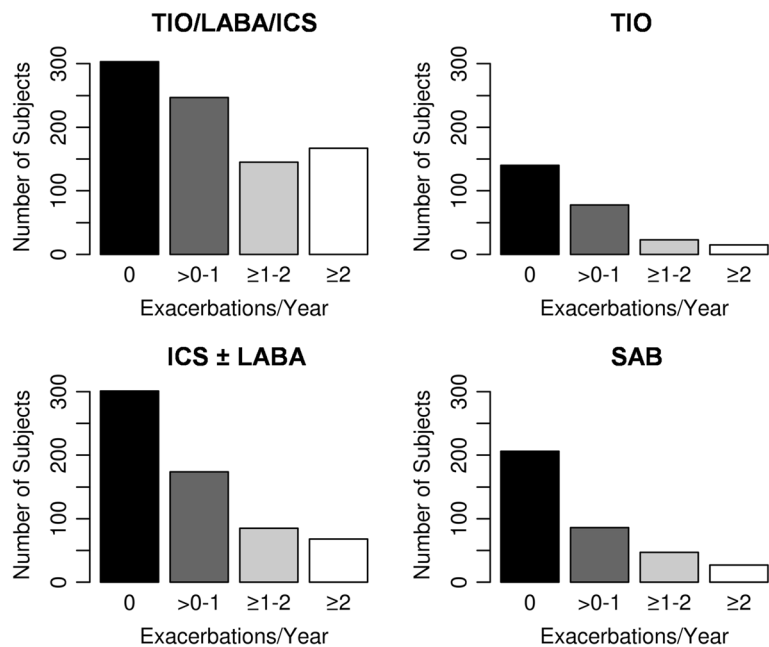 TIO/LABA/ICS
Number of Subjects
300
200
100
0
0 >0-1 ≥1-2 ≥2
Exacerbations/Year
TIO
Number of Subjects
300
200
100
0
0 >0-1 ≥1-2 ≥2
Exacerbations/Year
ICS ± LABA
Number of Subjects
300
200
100
0
0 >0-1 ≥1-2 ≥2
Exacerbations/Year
SAB
Number of Subjects
300
200
100
0
0 >0-1 ≥1-2 ≥2
Exacerbations/Year